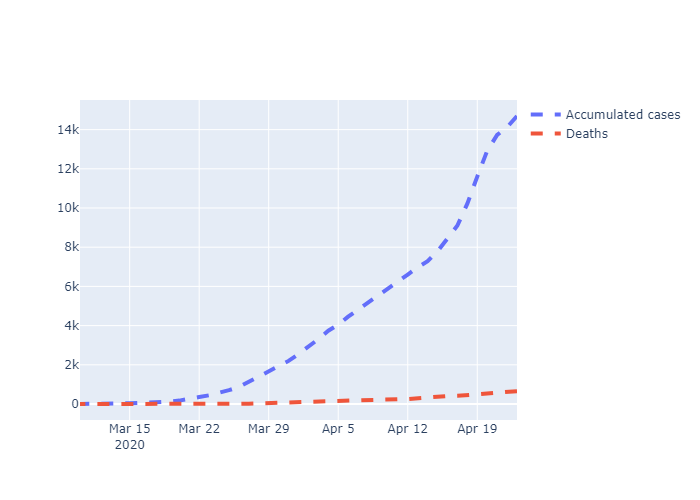 Accumulated cases
Deaths
14k
12k
10k
8k
6k
4k
2k
0
Mar 15
2020
Mar 22
Mar 29
Apr 5
Apr 12
Apr 19